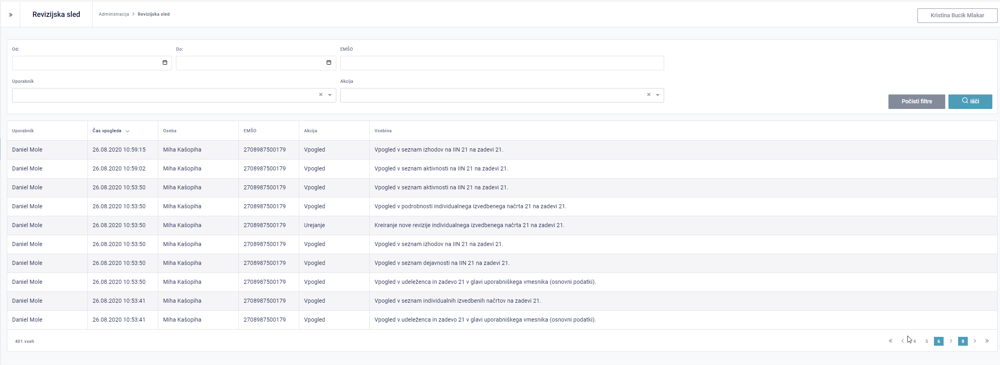 Revizijska sled
Administracija > Revizijska sled
Kristina Bucik Mlakar
Od:
Do:
EMŠO
Uporabnik
Akcija
Počisti filtre
Išči
Uporabnik Čas vpogleda Oseba EMŠO Akcija Vsebina
Daniel Mole 26.08.2020 10:59:15 Miha Kašopiha 2708987500179 Vpogled Vpogled v seznam izhodov na IIN 21 na zadevi 21.
Daniel Mole 26.08.2020 10:59:02 Miha Kašopiha 2708987500179 Vpogled Vpogled v seznam aktivnosti na IIN 21 na zadevi 21.
Daniel Mole 26.08.2020 10:53:50 Miha Kašopiha 2708987500179 Vpogled Vpogled v seznam aktivnosti na IIN 21 na zadevi 21.
Daniel Mole 26.08.2020 10:53:50 Miha Kašopiha 2708987500179 Vpogled Vpogled v podrobnosti individualnega izvedbenega načrta 21 na zadevi 21.
Daniel Mole 26.08.2020 10:53:50 Miha Kašopiha 2708987500179 Urejanje Kreiranje nove revizije individualnega izvedbenega načrta 21 na zadevi 21.
Daniel Mole 26.08.2020 10:53:50 Miha Kašopiha 2708987500179 Vpogled Vpogled v seznam izhodov na IIN 21 na zadevi 21.
Daniel Mole 26.08.2020 10:53:50 Miha Kašopiha 2708987500179 Vpogled Vpogled v seznam dejavnosti na IIN 21 na zadevi 21.
Daniel Mole 26.08.2020 10:53:50 Miha Kašopiha 2708987500179 Vpogled Vpogled v udeleženca in zadevo 21 v glavi uporabniškega vmesnika (osnovni podatki).
Daniel Mole 26.08.2020 10:53:41 Miha Kašopiha 2708987500179 Vpogled Vpogled v seznam individualnih izvedbenih načrtov na zadevi 21.
Daniel Mole 26.08.2020 10:53:41 Miha Kašopiha 2708987500179 Vpogled Vpogled v udeleženca in zadevo 21 v glavi uporabniškega vmesnika (osnovni podatki).
401 vseh
« < 4 5 6 7 8 > »